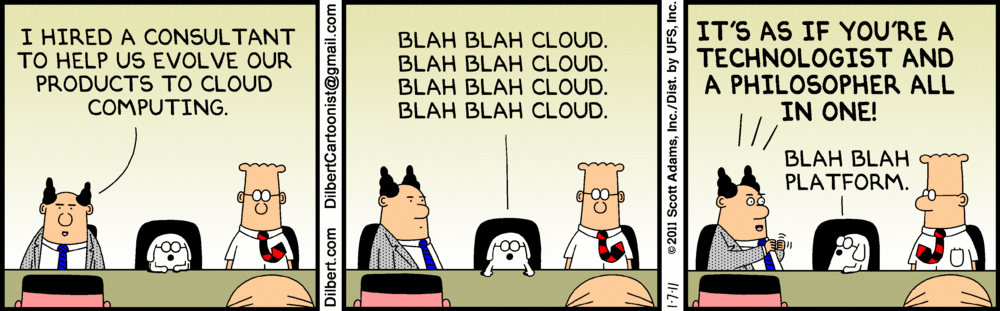 I HIRED A CONSULTANT
TO HELP US EVOLVE OUR
PRODUCTS TO CLOUD
COMPUTING.
Dilbert.com DilbertCartoonist@gmail.com
BLAH BLAH CLOUD.
BLAH BLAH CLOUD.
BLAH BLAH CLOUD.
BLAH BLAH CLOUD.
1-7-11 ©2011 Scott Adams, Inc./Dist. by UFS, Inc.
IT'S AS IF YOU'RE A
TECHNOLOGIST AND
A PHILOSOPHER ALL
IN ONE!
BLAH BLAH
PLATFORM.